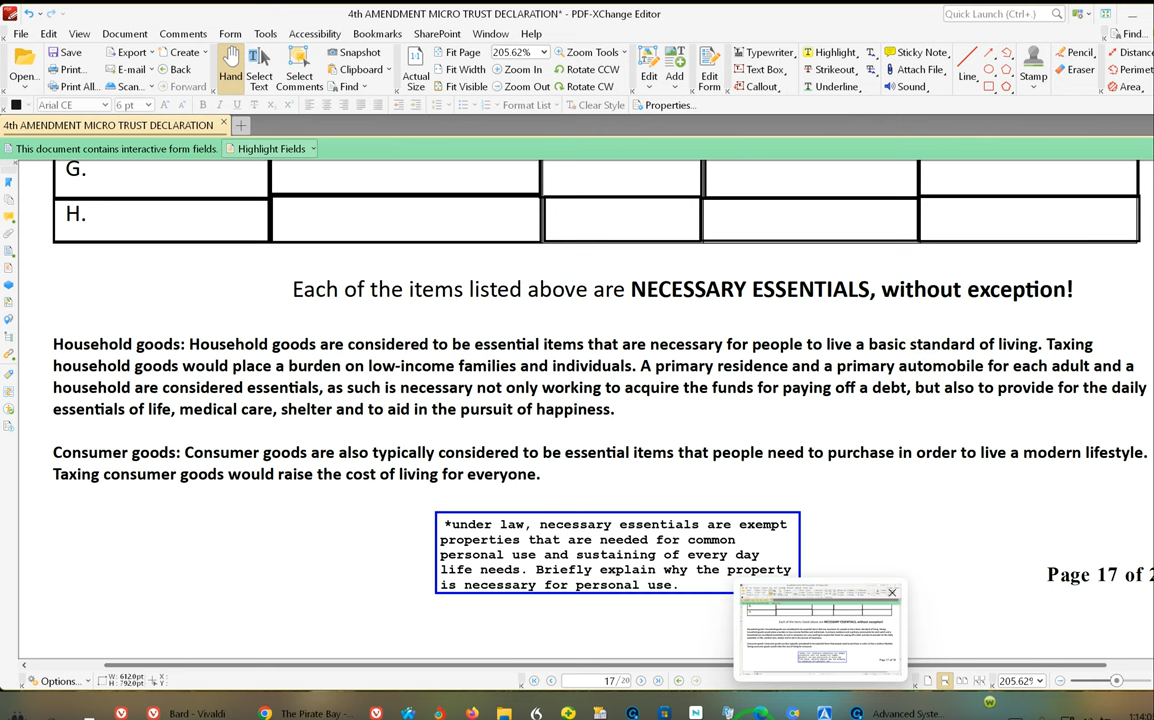 4th AMENDMENT MICRO TRUST DECLARATION* - PDF-XChange Editor
Quick Launch (Ctrl+.)
File Edit View Document Comments Form Tools Accessibility Bookmarks SharePoint Window Help
Find...
Save Export Create Snapshot Fit Page 205.62% Zoom Tools Typewriter Highlight Sticky Note Pencil Distance
Print... E-mail Back Clipboard Fit Width Zoom In Rotate CCW Text Box Strikeout Attach File Eraser Perimet
Open... Print All... Scan... Forward Hand Select Text Select Comments Find Actual Size Fit Visible Zoom Out Rotate CW Edit Add Edit Form Callout Underline Sound Line Stamp Area
Arial CE 6 pt B I U T Format List Clear Style Properties...
4th AMENDMENT MICRO TRUST DECLARATION
This document contains interactive form fields. Highlight Fields
G.
H.
Each of the items listed above are NECESSARY ESSENTIALS, without exception!
Household goods: Household goods are considered to be essential items that are necessary for people to live a basic standard of living. Taxing
household goods would place a burden on low-income families and individuals. A primary residence and a primary automobile for each adult and a
household are considered essentials, as such is necessary not only working to acquire the funds for paying off a debt, but also to provide for the daily
essentials of life, medical care, shelter and to aid in the pursuit of happiness.
Consumer goods: Consumer goods are also typically considered to be essential items that people need to purchase in order to live a modern lifestyle.
Taxing consumer goods would raise the cost of living for everyone.
*under law, necessary essentials are exempt
properties that are needed for common
personal use and sustaining of every day
life needs. Briefly explain why the property
is necessary for personal use.
Page 17 of 2
Options... W: 612.0m H: 792.0m X: Y: 17 / 20 205.62%
Bard - Vivaldi The Pirate Bay - Advanced Syste...
1:14:0